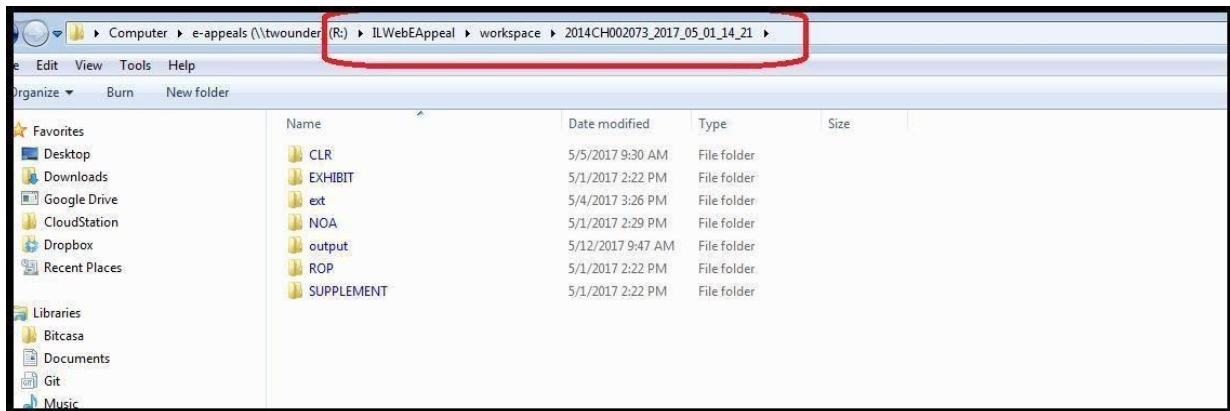 Computer ▸ e-appeals (\\twounder) (R:) ▸ ILWebEAppeal ▸ workspace ▸ 2014CH002073_2017_05_01_14_21 ▸
e Edit View Tools Help
Organize Burn New folder
Name Date modified Type Size
Favorites
Desktop
Downloads
Google Drive
CloudStation
Dropbox
Recent Places
Libraries
Bitcasa
Documents
Git
Music
CLR 5/5/2017 9:30 AM File folder
EXHIBIT 5/1/2017 2:22 PM File folder
ext 5/4/2017 3:26 PM File folder
NOA 5/1/2017 2:29 PM File folder
output 5/12/2017 9:47 AM File folder
ROP 5/1/2017 2:22 PM File folder
SUPPLEMENT 5/1/2017 2:22 PM File folder